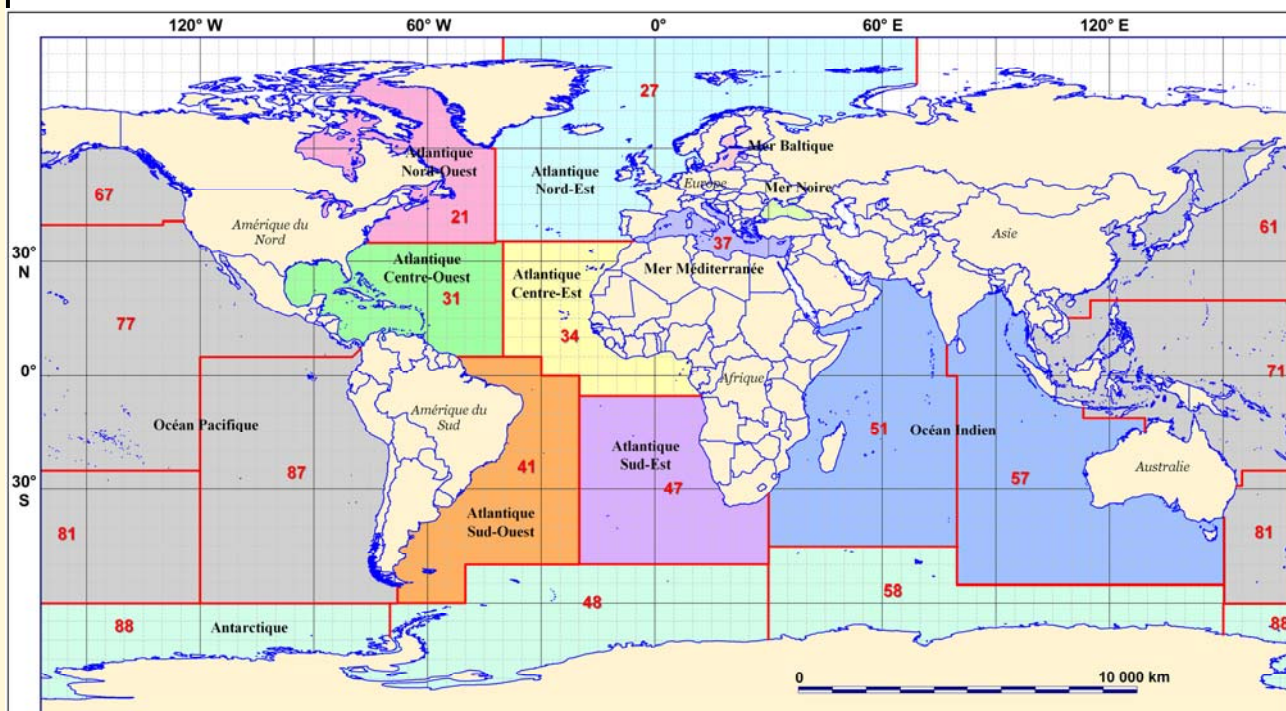 120° W 60° W 0° 60° E 120° E
27
Atlantique
Nord-Ouest
Mer Baltique
67
Atlantique
Nord-Est
Europe
Mer Noire
21
61
Amérique du
Nord
Asie
30°
N
37
Atlantique
Centre-Ouest
Mer Méditerranée
Atlantique
Centre-Est
31
77
34
0°
71
Afrique
Amérique du
Sud
Océan Pacifique
51
Océan Indien
Atlantique
Sud-Est
41
87
47
57
Australie
30°
S
Atlantique
Sud-Ouest
81
81
58
48
88
Antarctique
88
0 10 000 km